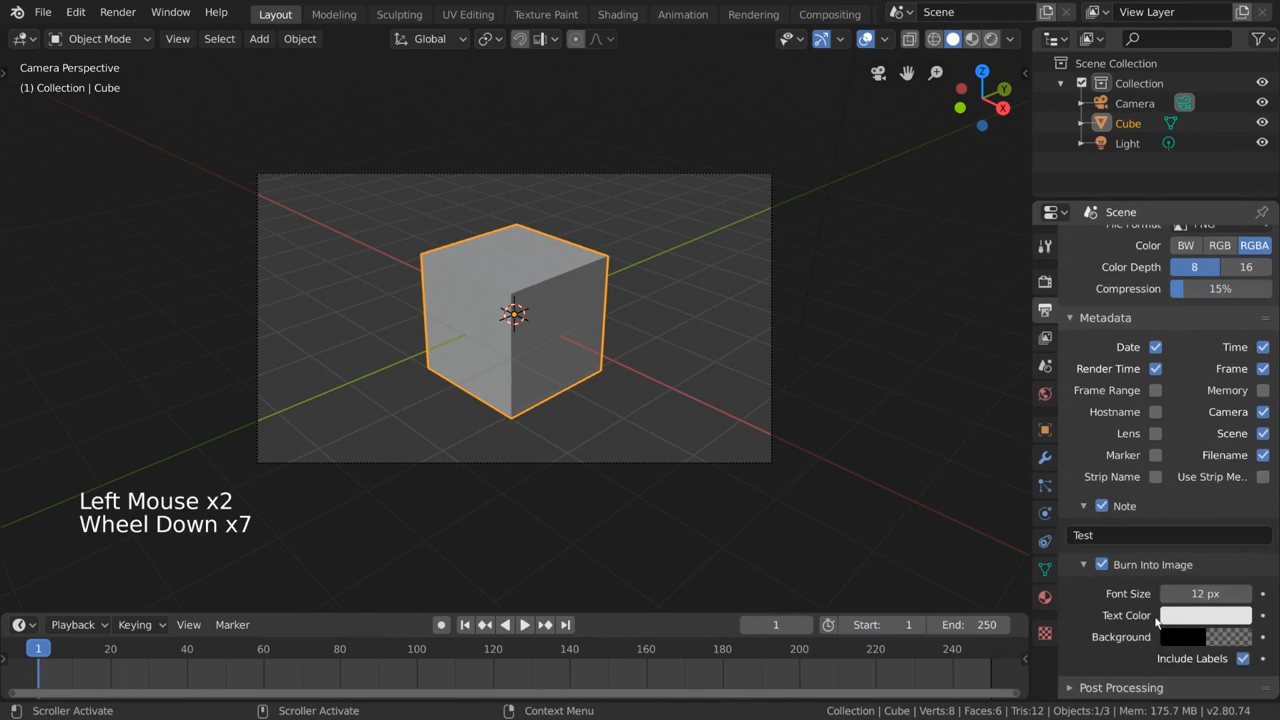 File Edit Render Window Help Layout Modeling Sculpting UV Editing Texture Paint Shading Animation Rendering Compositing Scene View Layer
Object Mode View Select Add Object Global
Camera Perspective
(1) Collection | Cube
Z
Y
X
Scene Collection
Collection
Camera
Cube
Light
Scene
Color BW RGB RGBA
Color Depth 8 16
Compression 15%
Metadata
Date Time
Render Time Frame
Frame Range Memory
Hostname Camera
Lens Scene
Marker Filename
Strip Name Use Strip Me..
Note
Test
Burn Into Image
Font Size 12 px
Text Color
Background
Include Labels
Post Processing
Left Mouse x2
Wheel Down x7
Playback Keying View Marker 1 Start: 1 End: 250
1 20 40 60 80 100 120 140 160 180 200 220 240
Scroller Activate Scroller Activate Context Menu Collection | Cube | Verts:8 | Faces:6 | Tris:12 | Objects:1/3 | Mem: 175.7 MB | v2.80.74